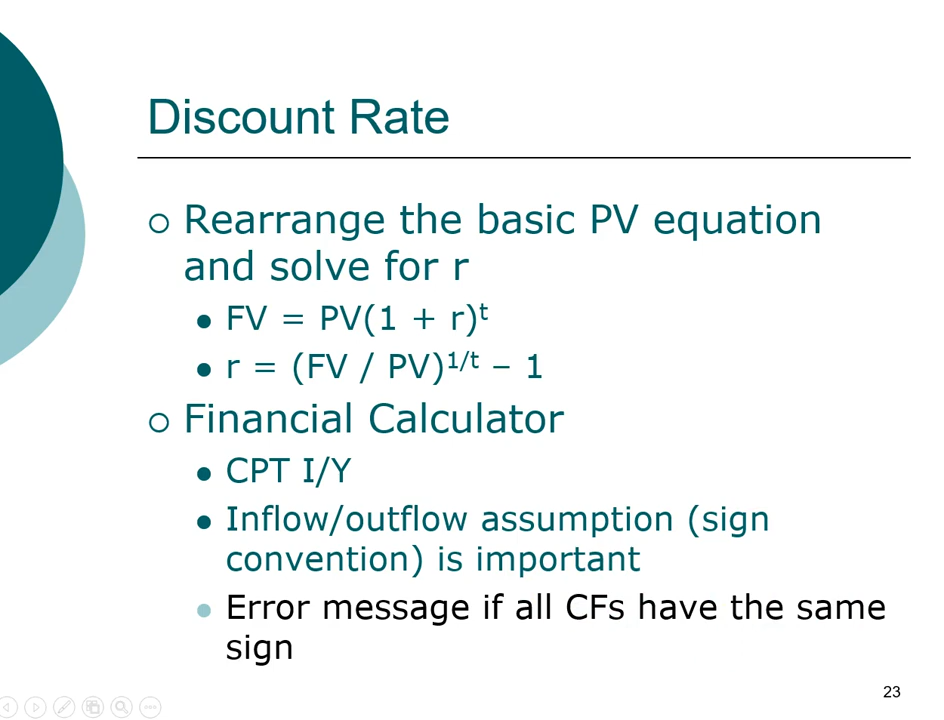 Discount Rate
Rearrange the basic PV equation
and solve for r
FV = PV(1 + r)ᵗ
r = (FV / PV)¹/ᵗ – 1
Financial Calculator
CPT I/Y
Inflow/outflow assumption (sign
convention) is important
Error message if all CFs have the same
sign
23